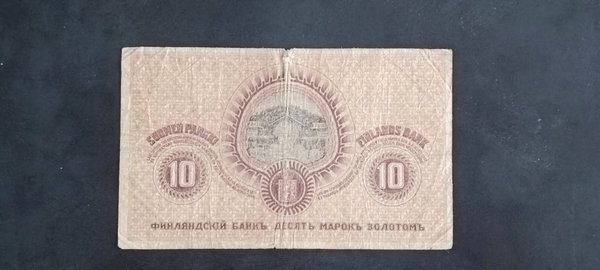 SUOMEN PANKKI
FINLANDS BANK
10
10
ФИНЛЯНДСКІЙ БАНКЪ ДЕСЯТЬ МАРОКЪ ЗОЛОТОМЪ